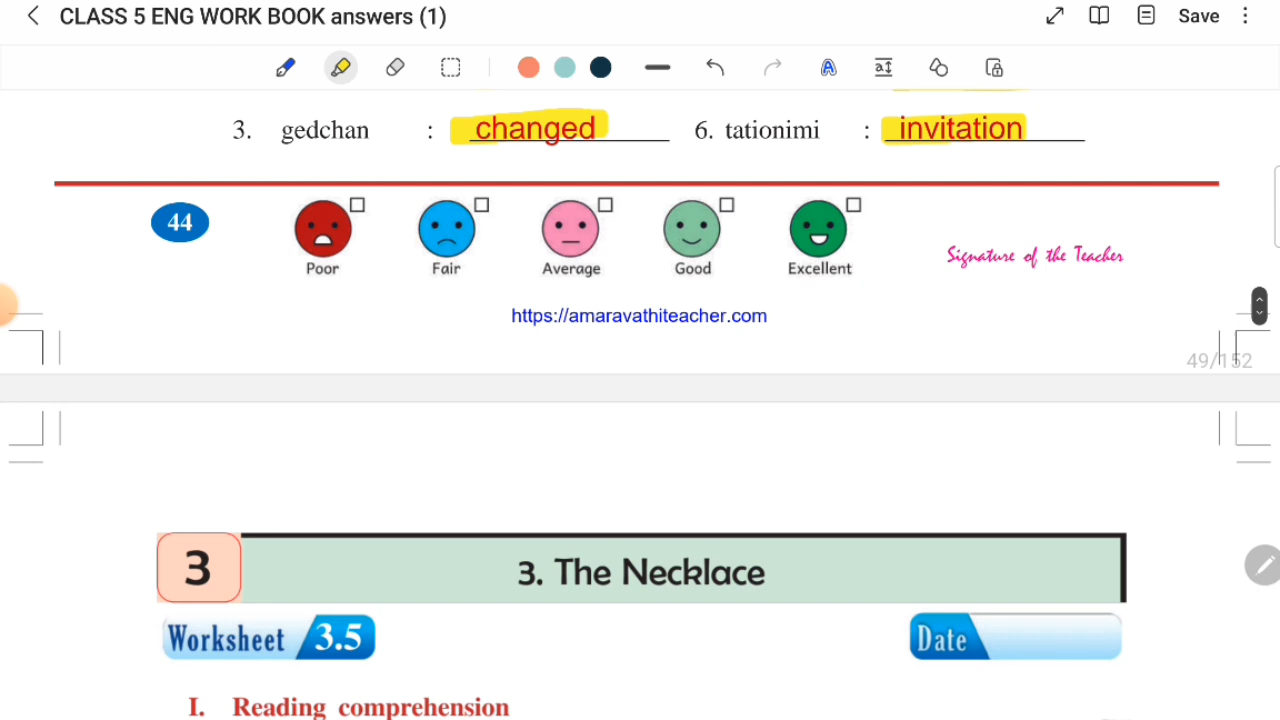 CLASS 5 ENG WORK BOOK answers (1) Save
3. gedchan : changed 6. tationimi : invitation
44
Poor Fair Average Good Excellent
Signature of the Teacher
https://amaravathiteacher.com
49/152
3 3. The Necklace
Worksheet 3.5 Date
I. Reading comprehension